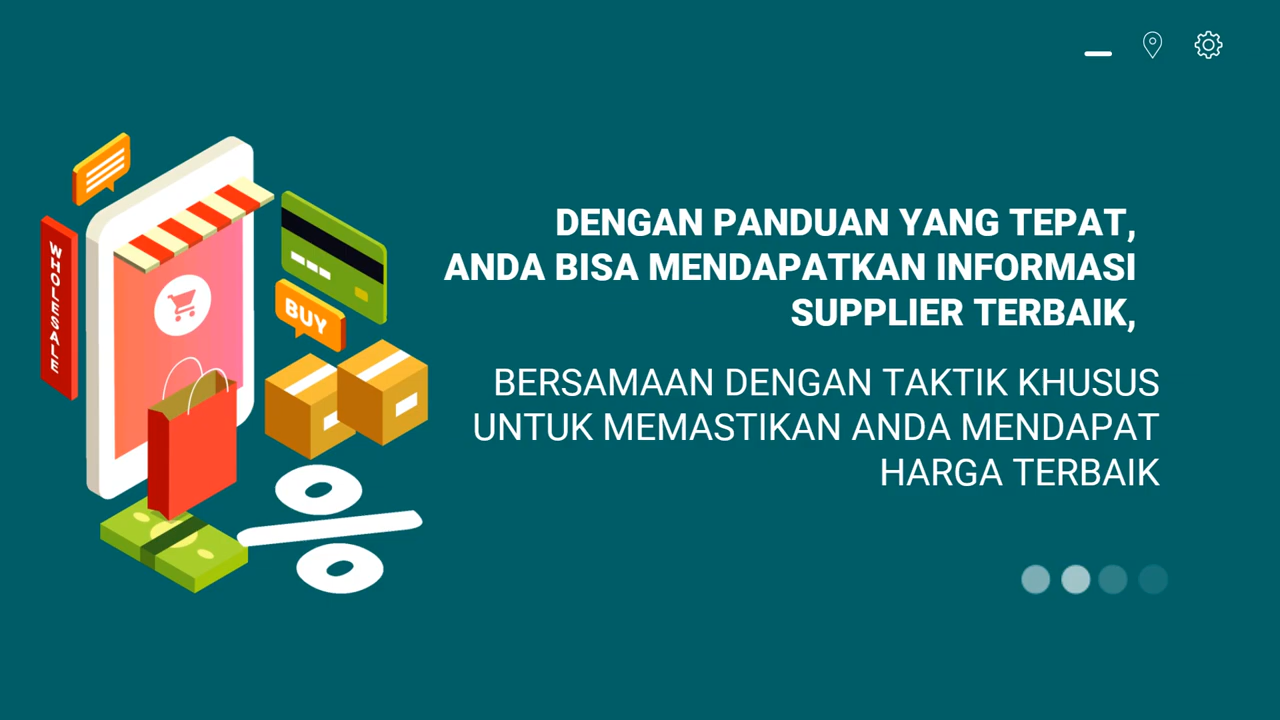 WHOLESALE
BUY
DENGAN PANDUAN YANG TEPAT,
ANDA BISA MENDAPATKAN INFORMASI
SUPPLIER TERBAIK,
BERSAMAAN DENGAN TAKTIK KHUSUS
UNTUK MEMASTIKAN ANDA MENDAPAT
HARGA TERBAIK